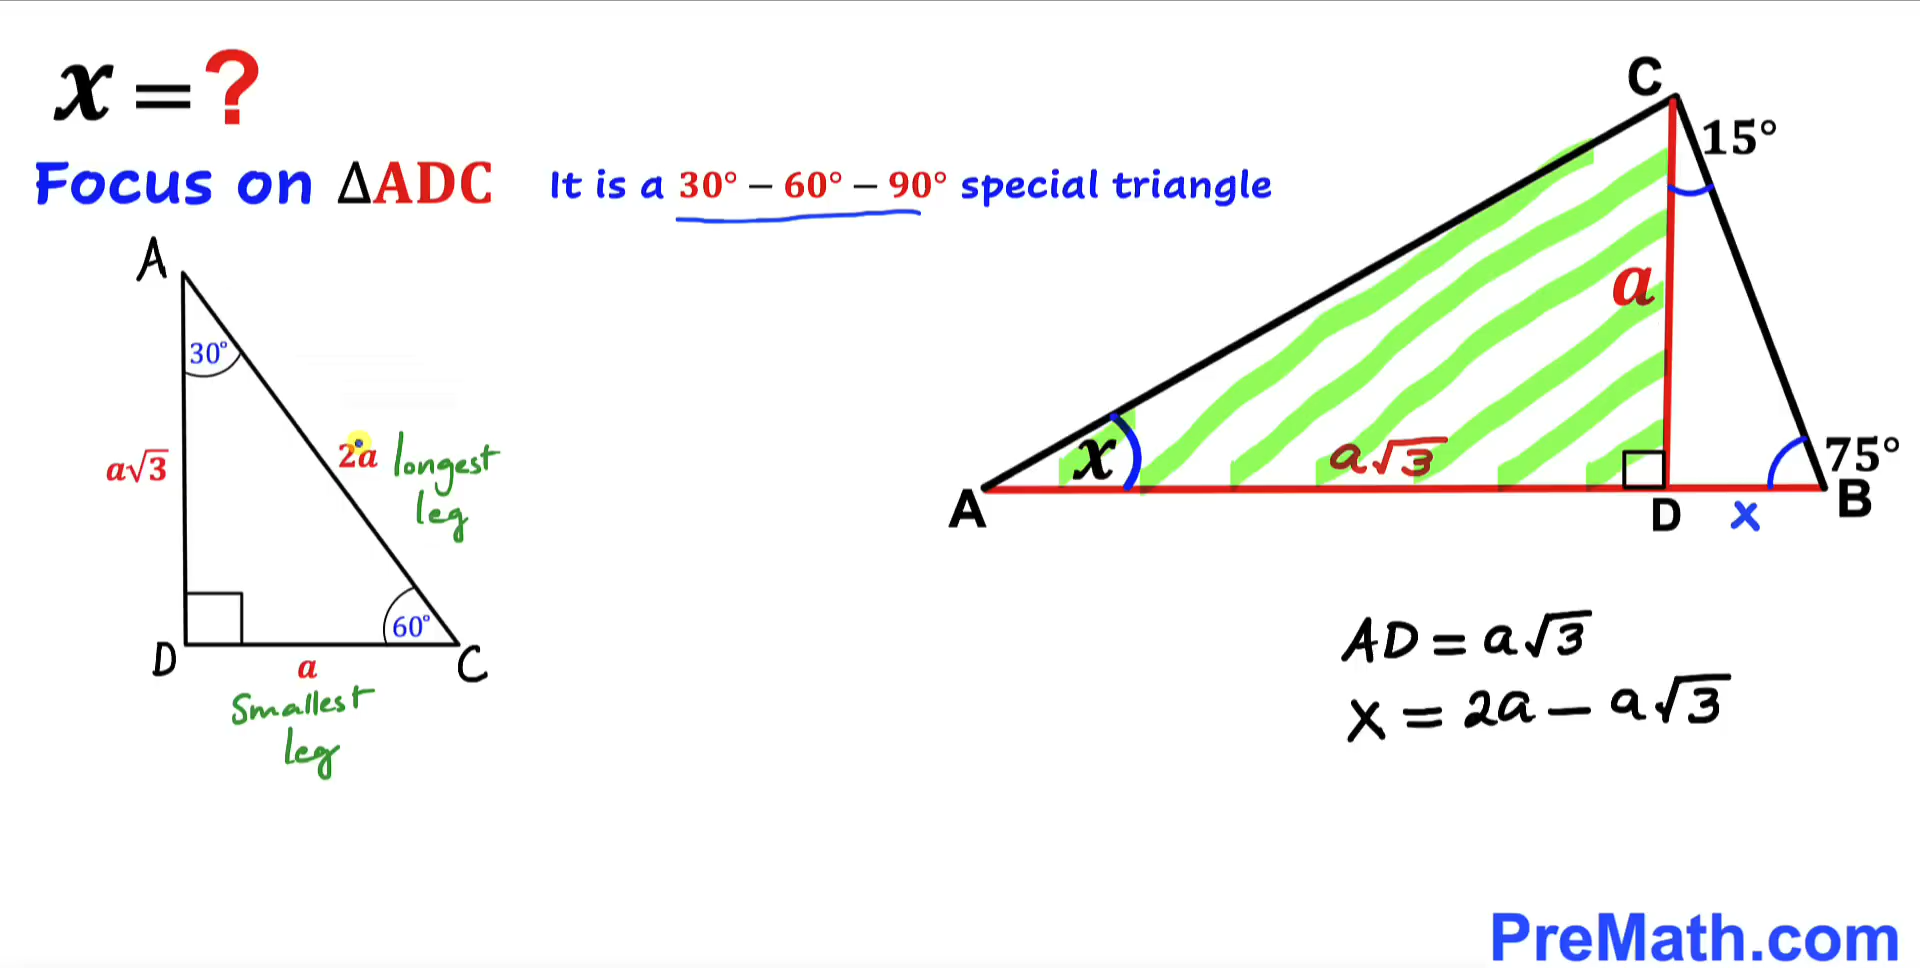 x = ?
Focus on ΔADC It is a 30° – 60° – 90° special triangle
A
30°
a√3
2a longest
leg
60°
D
C
a
Smallest
leg
C
15°
a
x
a√3
75°
A
D
x
B
AD = a√3
x = 2a – a√3
PreMath.com